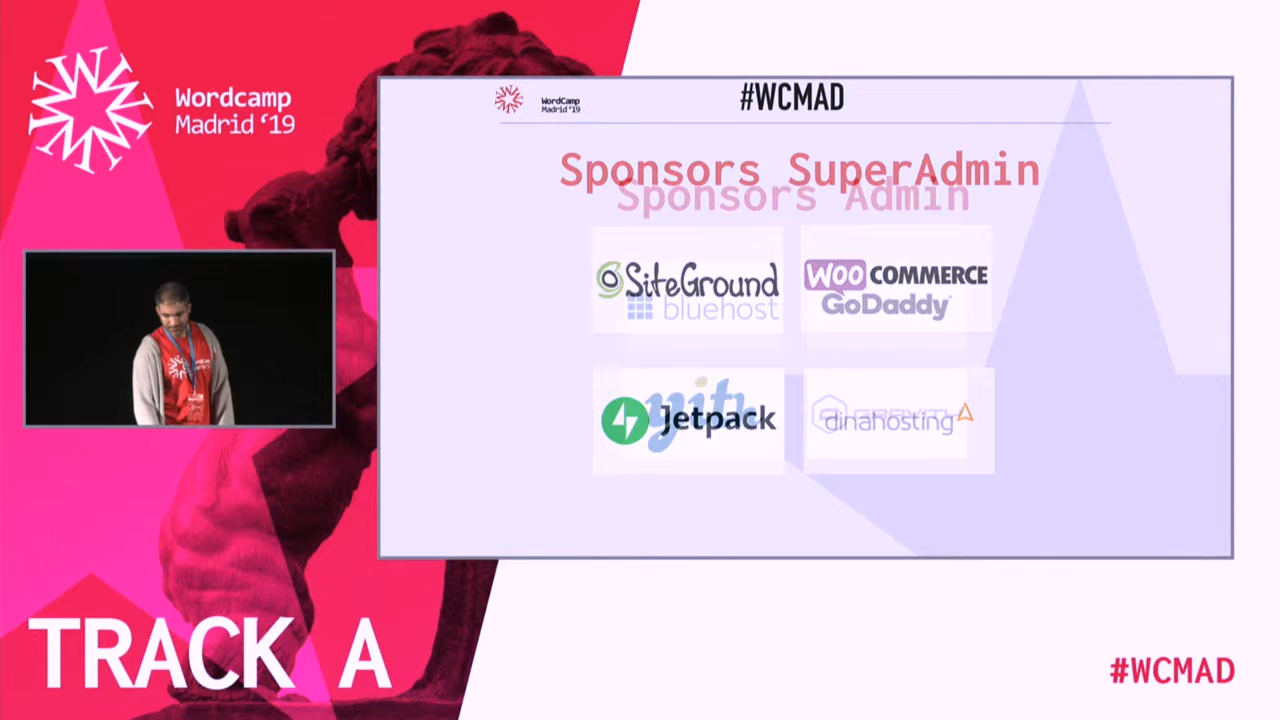 Wordcamp
Madrid '19
WordCamp
Madrid '19
#WCMAD
Sponsors SuperAdmin
Sponsors Admin
SiteGround
bluehost
WOO COMMERCE
GoDaddy
Jetpack
yith
dinahosting
TRACK A
#WCMAD